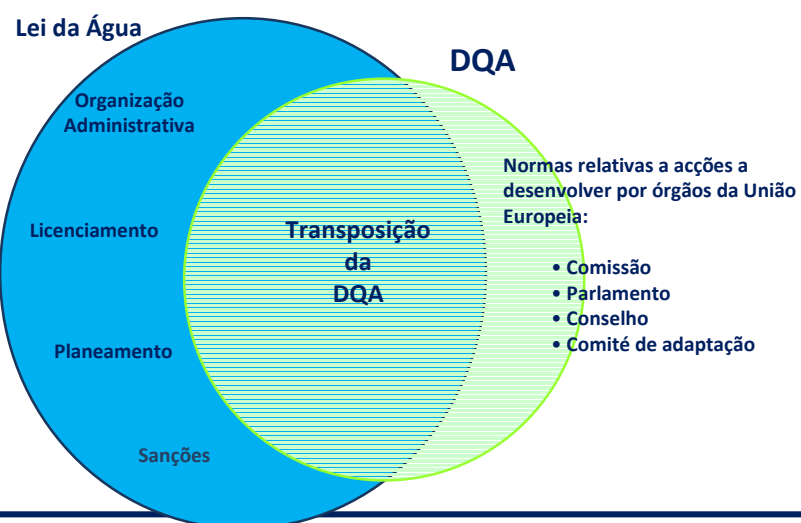 Lei da Água
DQA
Organização
Administrativa
Licenciamento
Planeamento
Sanções
Transposição
da
DQA
Normas relativas a acções a
desenvolver por órgãos da União
Europeia:
• Comissão
• Parlamento
• Conselho
• Comité de adaptação